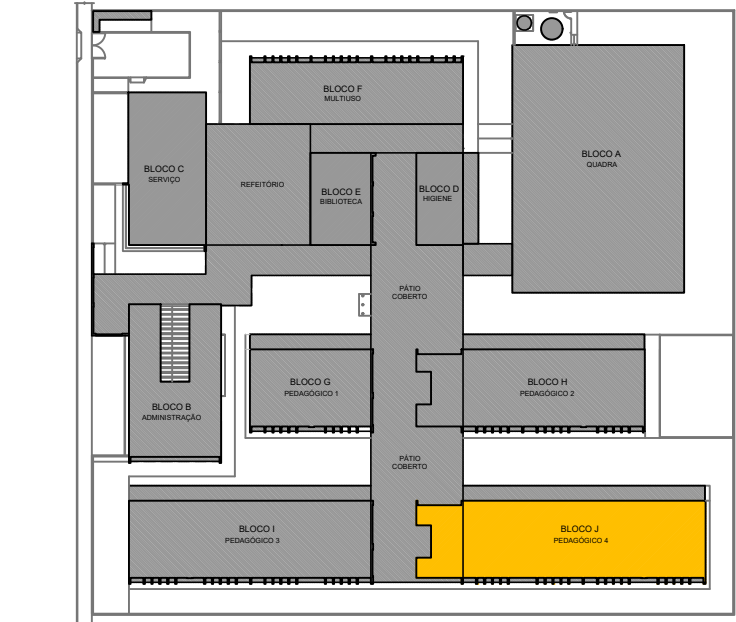 BLOCO F
MULTIUSO
BLOCO A
QUADRA
BLOCO C
SERVIÇO
REFEITÓRIO
BLOCO E
BIBLIOTECA
BLOCO D
HIGIENE
PÁTIO
COBERTO
BLOCO G
PEDAGÓGICO 1
BLOCO H
PEDAGÓGICO 2
BLOCO B
ADMINISTRAÇÃO
PÁTIO
COBERTO
BLOCO I
PEDAGÓGICO 3
BLOCO J
PEDAGÓGICO 4